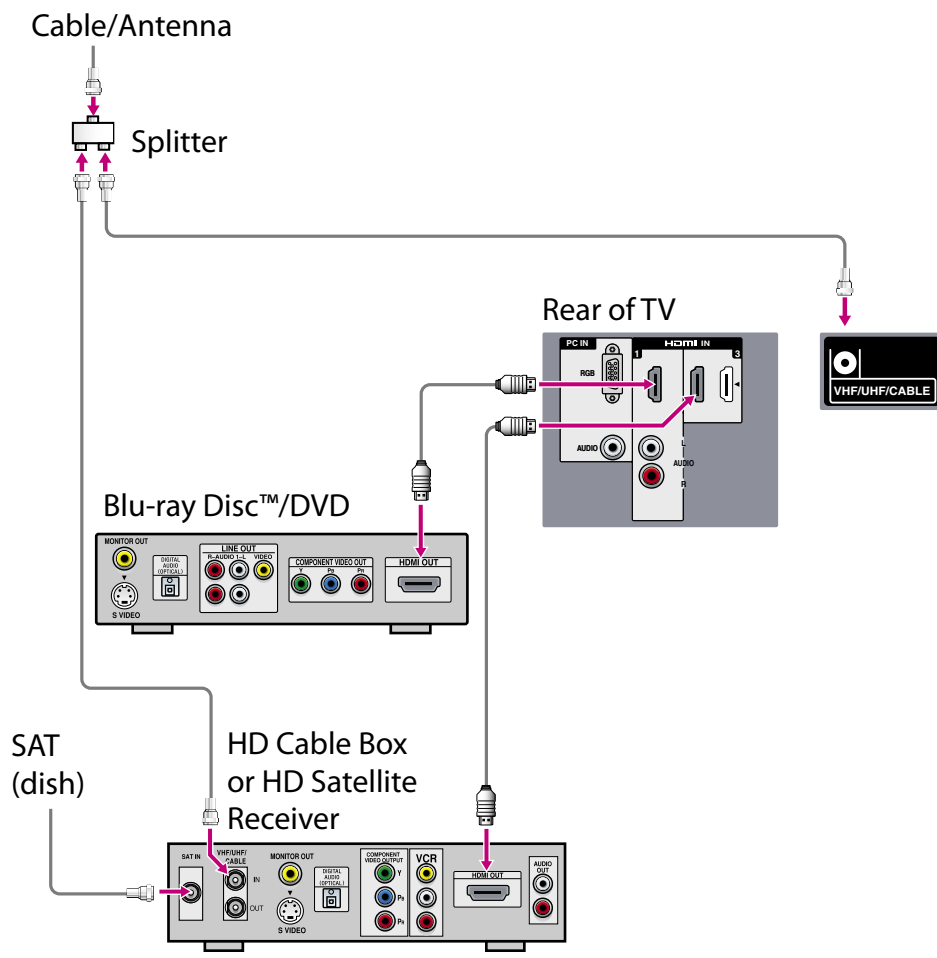 Cable/Antenna
Splitter
Rear of TV
PC IN
HDMI IN
1
3
RGB
VHF/UHF/CABLE
AUDIO
L
AUDIO
R
Blu-ray Disc™/DVD
MONITOR OUT
S VIDEO
DIGITAL
AUDIO
(OPTICAL)
LINE OUT
R–AUDIO 1–L VIDEO
COMPONENT VIDEO OUT
Y PB PR
HDMI OUT
SAT
(dish)
HD Cable Box
or HD Satellite
Receiver
SAT IN
VHF/UHF/
CABLE
IN
OUT
MONITOR OUT
S VIDEO
DIGITAL
AUDIO
(OPTICAL)
COMPONENT
VIDEO OUTPUT
Y
PB
PR
VCR
HDMI OUT
AUDIO
OUT